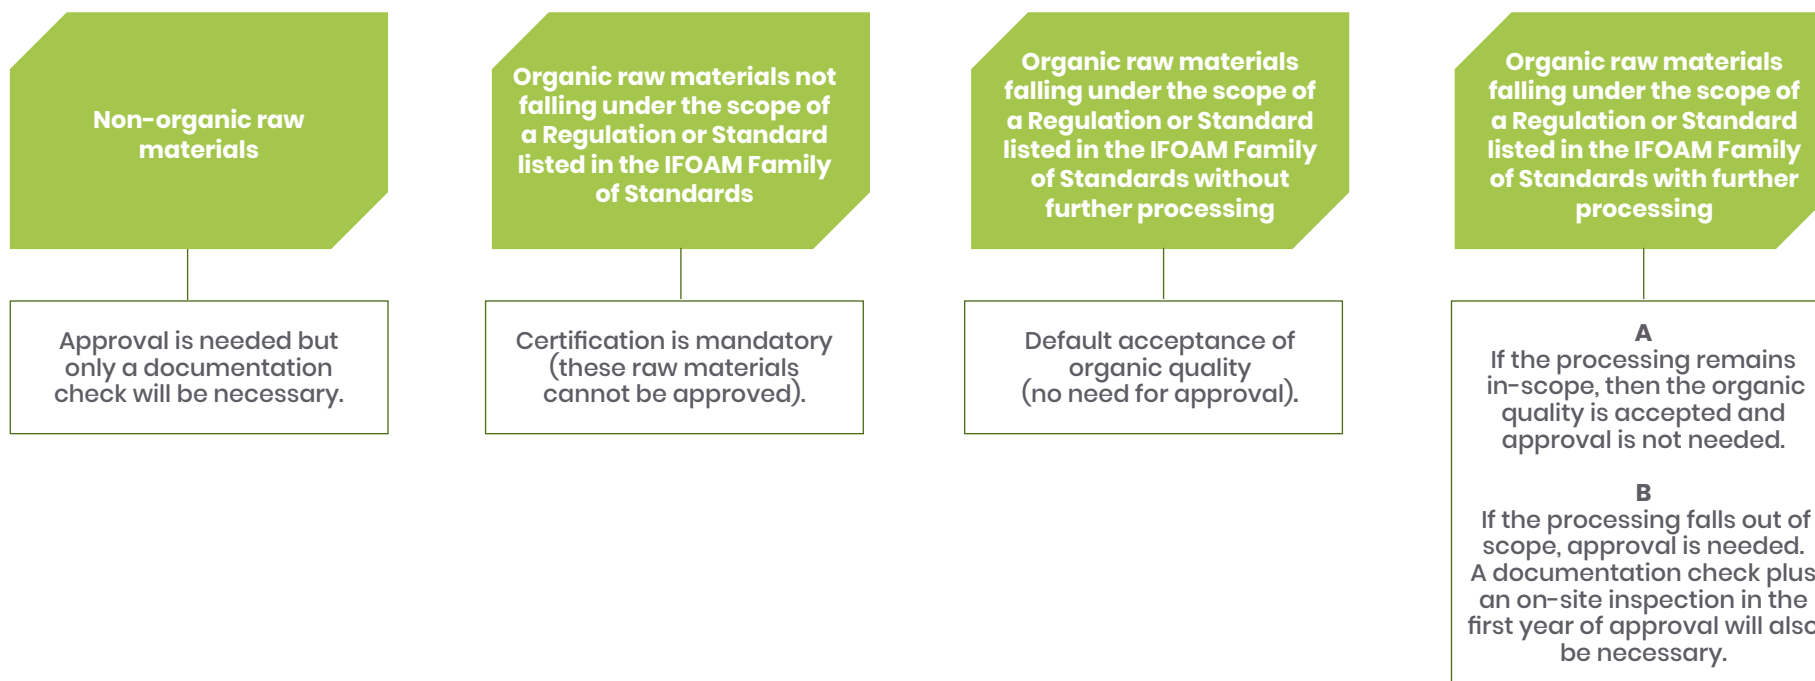 Non-organic raw
materials
Approval is needed but
only a documentation
check will be necessary.
Organic raw materials not
falling under the scope of
a Regulation or Standard
listed in the IFOAM Family
of Standards
Certification is mandatory
(these raw materials
cannot be approved).
Organic raw materials
falling under the scope of
a Regulation or Standard
listed in the IFOAM Family
of Standards without
further processing
Default acceptance of
organic quality
(no need for approval).
Organic raw materials
falling under the scope of
a Regulation or Standard
listed in the IFOAM Family
of Standards with further
processing
A
If the processing remains
in-scope, then the organic
quality is accepted and
approval is not needed.
B
If the processing falls out of
scope, approval is needed.
A documentation check plus
an on-site inspection in the
first year of approval will also
be necessary.